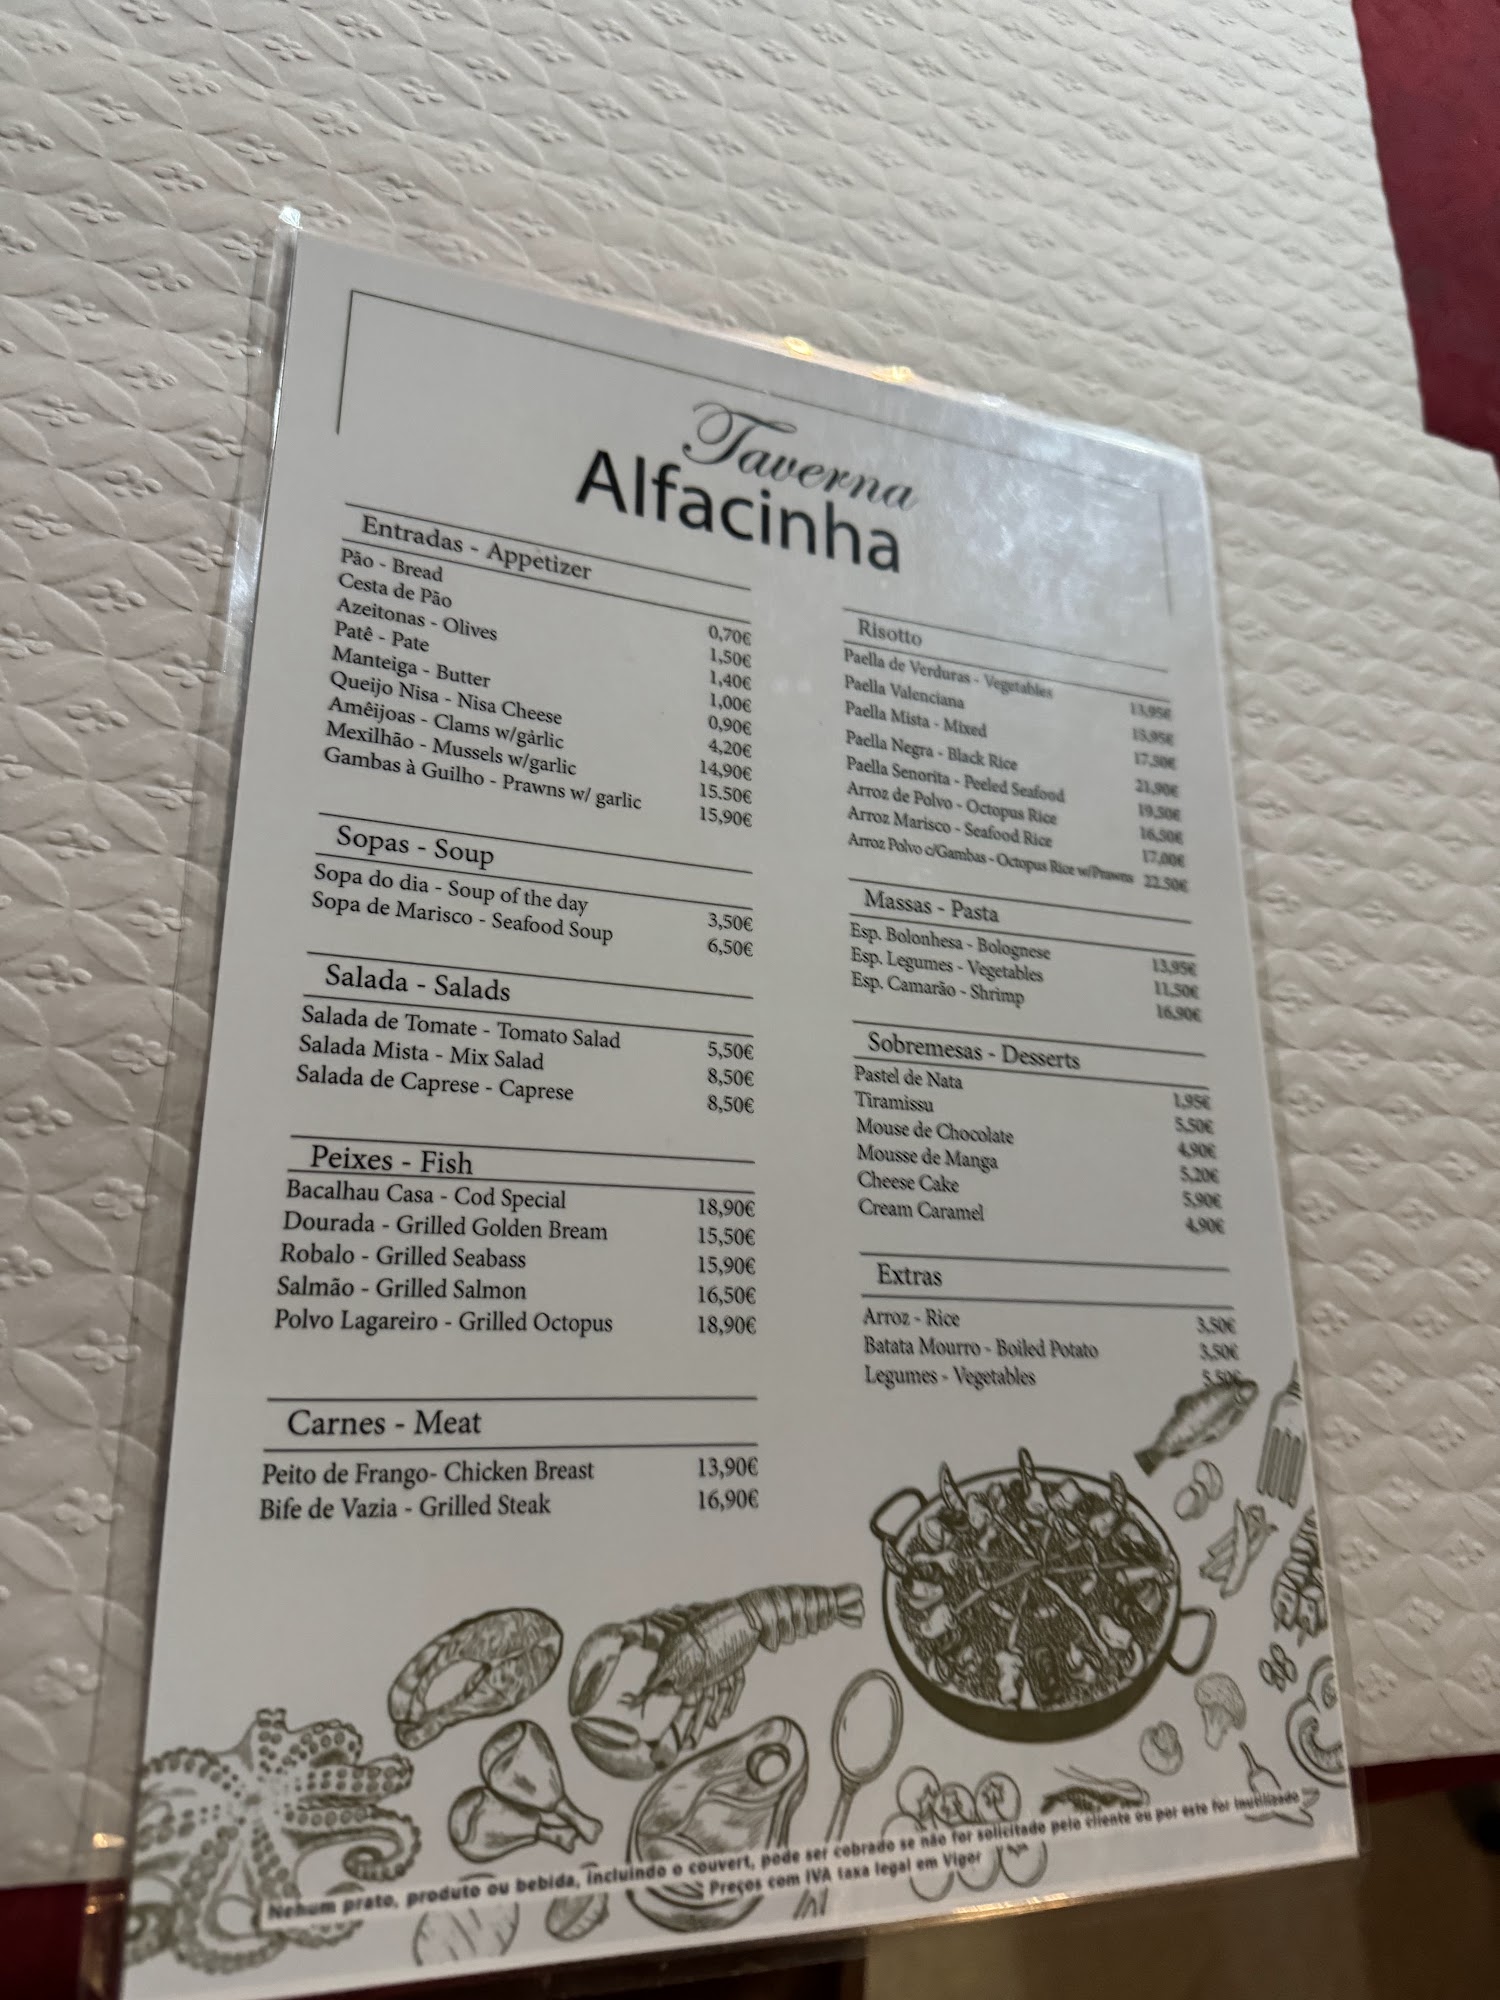 Taverna
Alfacinha
Entradas - Appetizer
Pão - Bread 0,70€
Cesta de Pão 1,50€
Azeitonas - Olives 1,40€
Patê - Pate 1,00€
Manteiga - Butter 0,90€
Queijo Nisa - Nisa Cheese 4,20€
Amêijoas - Clams w/garlic 14,90€
Mexilhão - Mussels w/garlic 15.50€
Gambas à Guilho - Prawns w/ garlic 15,90€
Sopas - Soup
Sopa do dia - Soup of the day 3,50€
Sopa de Marisco - Seafood Soup 6,50€
Salada - Salads
Salada de Tomate - Tomato Salad 5,50€
Salada Mista - Mix Salad 8,50€
Salada de Caprese - Caprese 8,50€
Peixes - Fish
Bacalhau Casa - Cod Special 18,90€
Dourada - Grilled Golden Bream 15,50€
Robalo - Grilled Seabass 15,90€
Salmão - Grilled Salmon 16,50€
Polvo Lagareiro - Grilled Octopus 18,90€
Carnes - Meat
Peito de Frango- Chicken Breast 13,90€
Bife de Vazia - Grilled Steak 16,90€
Risotto
Paella de Verduras - Vegetables 13,95€
Paella Valenciana 15,95€
Paella Mista - Mixed 17,50€
Paella Negra - Black Rice 21,90€
Paella Senorita - Peeled Seafood 19,50€
Arroz de Polvo - Octopus Rice 16,50€
Arroz Marisco - Seafood Rice 17,00€
Arroz Polvo c/Gambas - Octopus Rice w/Prawns 22.50€
Massas - Pasta
Esp. Bolonhesa - Bolognese 13,95€
Esp. Legumes - Vegetables 11,50€
Esp. Camarão - Shrimp 16,90€
Sobremesas - Desserts
Pastel de Nata 1,95€
Tiramissu 5,50€
Mouse de Chocolate 4,90€
Mousse de Manga 5,20€
Cheese Cake 5,90€
Cream Caramel 4,90€
Extras
Arroz - Rice 3,50€
Batata Mourro - Boiled Potato 3,50€
Legumes - Vegetables 5,50€
Nehum prato, produto ou bebida, incluindo o couvert, pode ser cobrado se não for solicitado pelo cliente ou por este for inutilizado
Preços com IVA taxa legal em Vigor